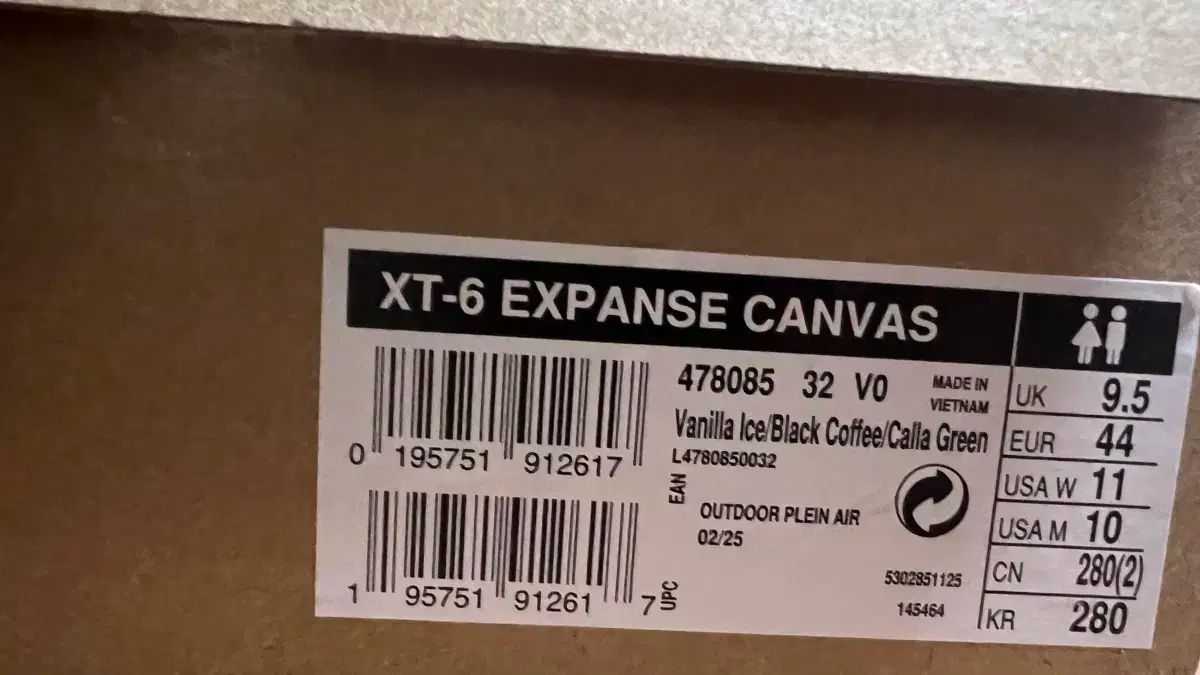 XT-6 EXPANSE CANVAS
478085 32 V0
MADE IN
VIETNAM
Vanilla Ice/Black Coffee/Calla Green
L4780850032
0 195751 912617
EAN
OUTDOOR PLEIN AIR
02/25
1 95751 91261 7
UPC
5302851125
145464
UK 9.5
EUR 44
USA W 11
USA M 10
CN 280(2)
KR 280